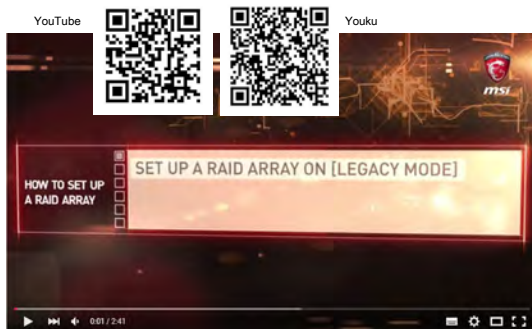 YouTube
Youku
msi
SET UP A RAID ARRAY ON [LEGACY MODE]
HOW TO SET UP
A RAID ARRAY
0:01 / 2:41